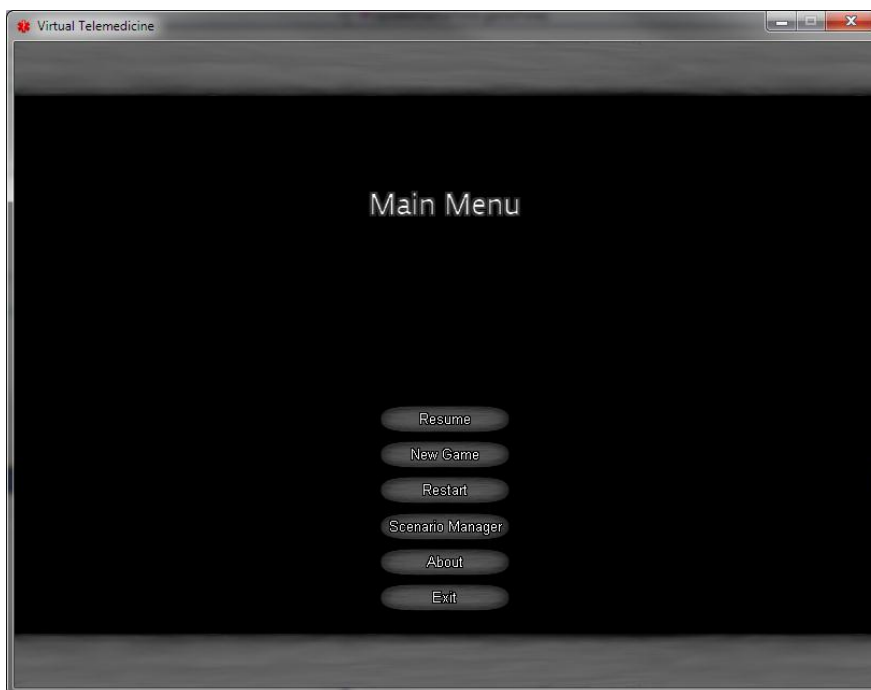 Virtual Telemedicine
Main Menu
Resume
New Game
Restart
Scenario Manager
About
Exit